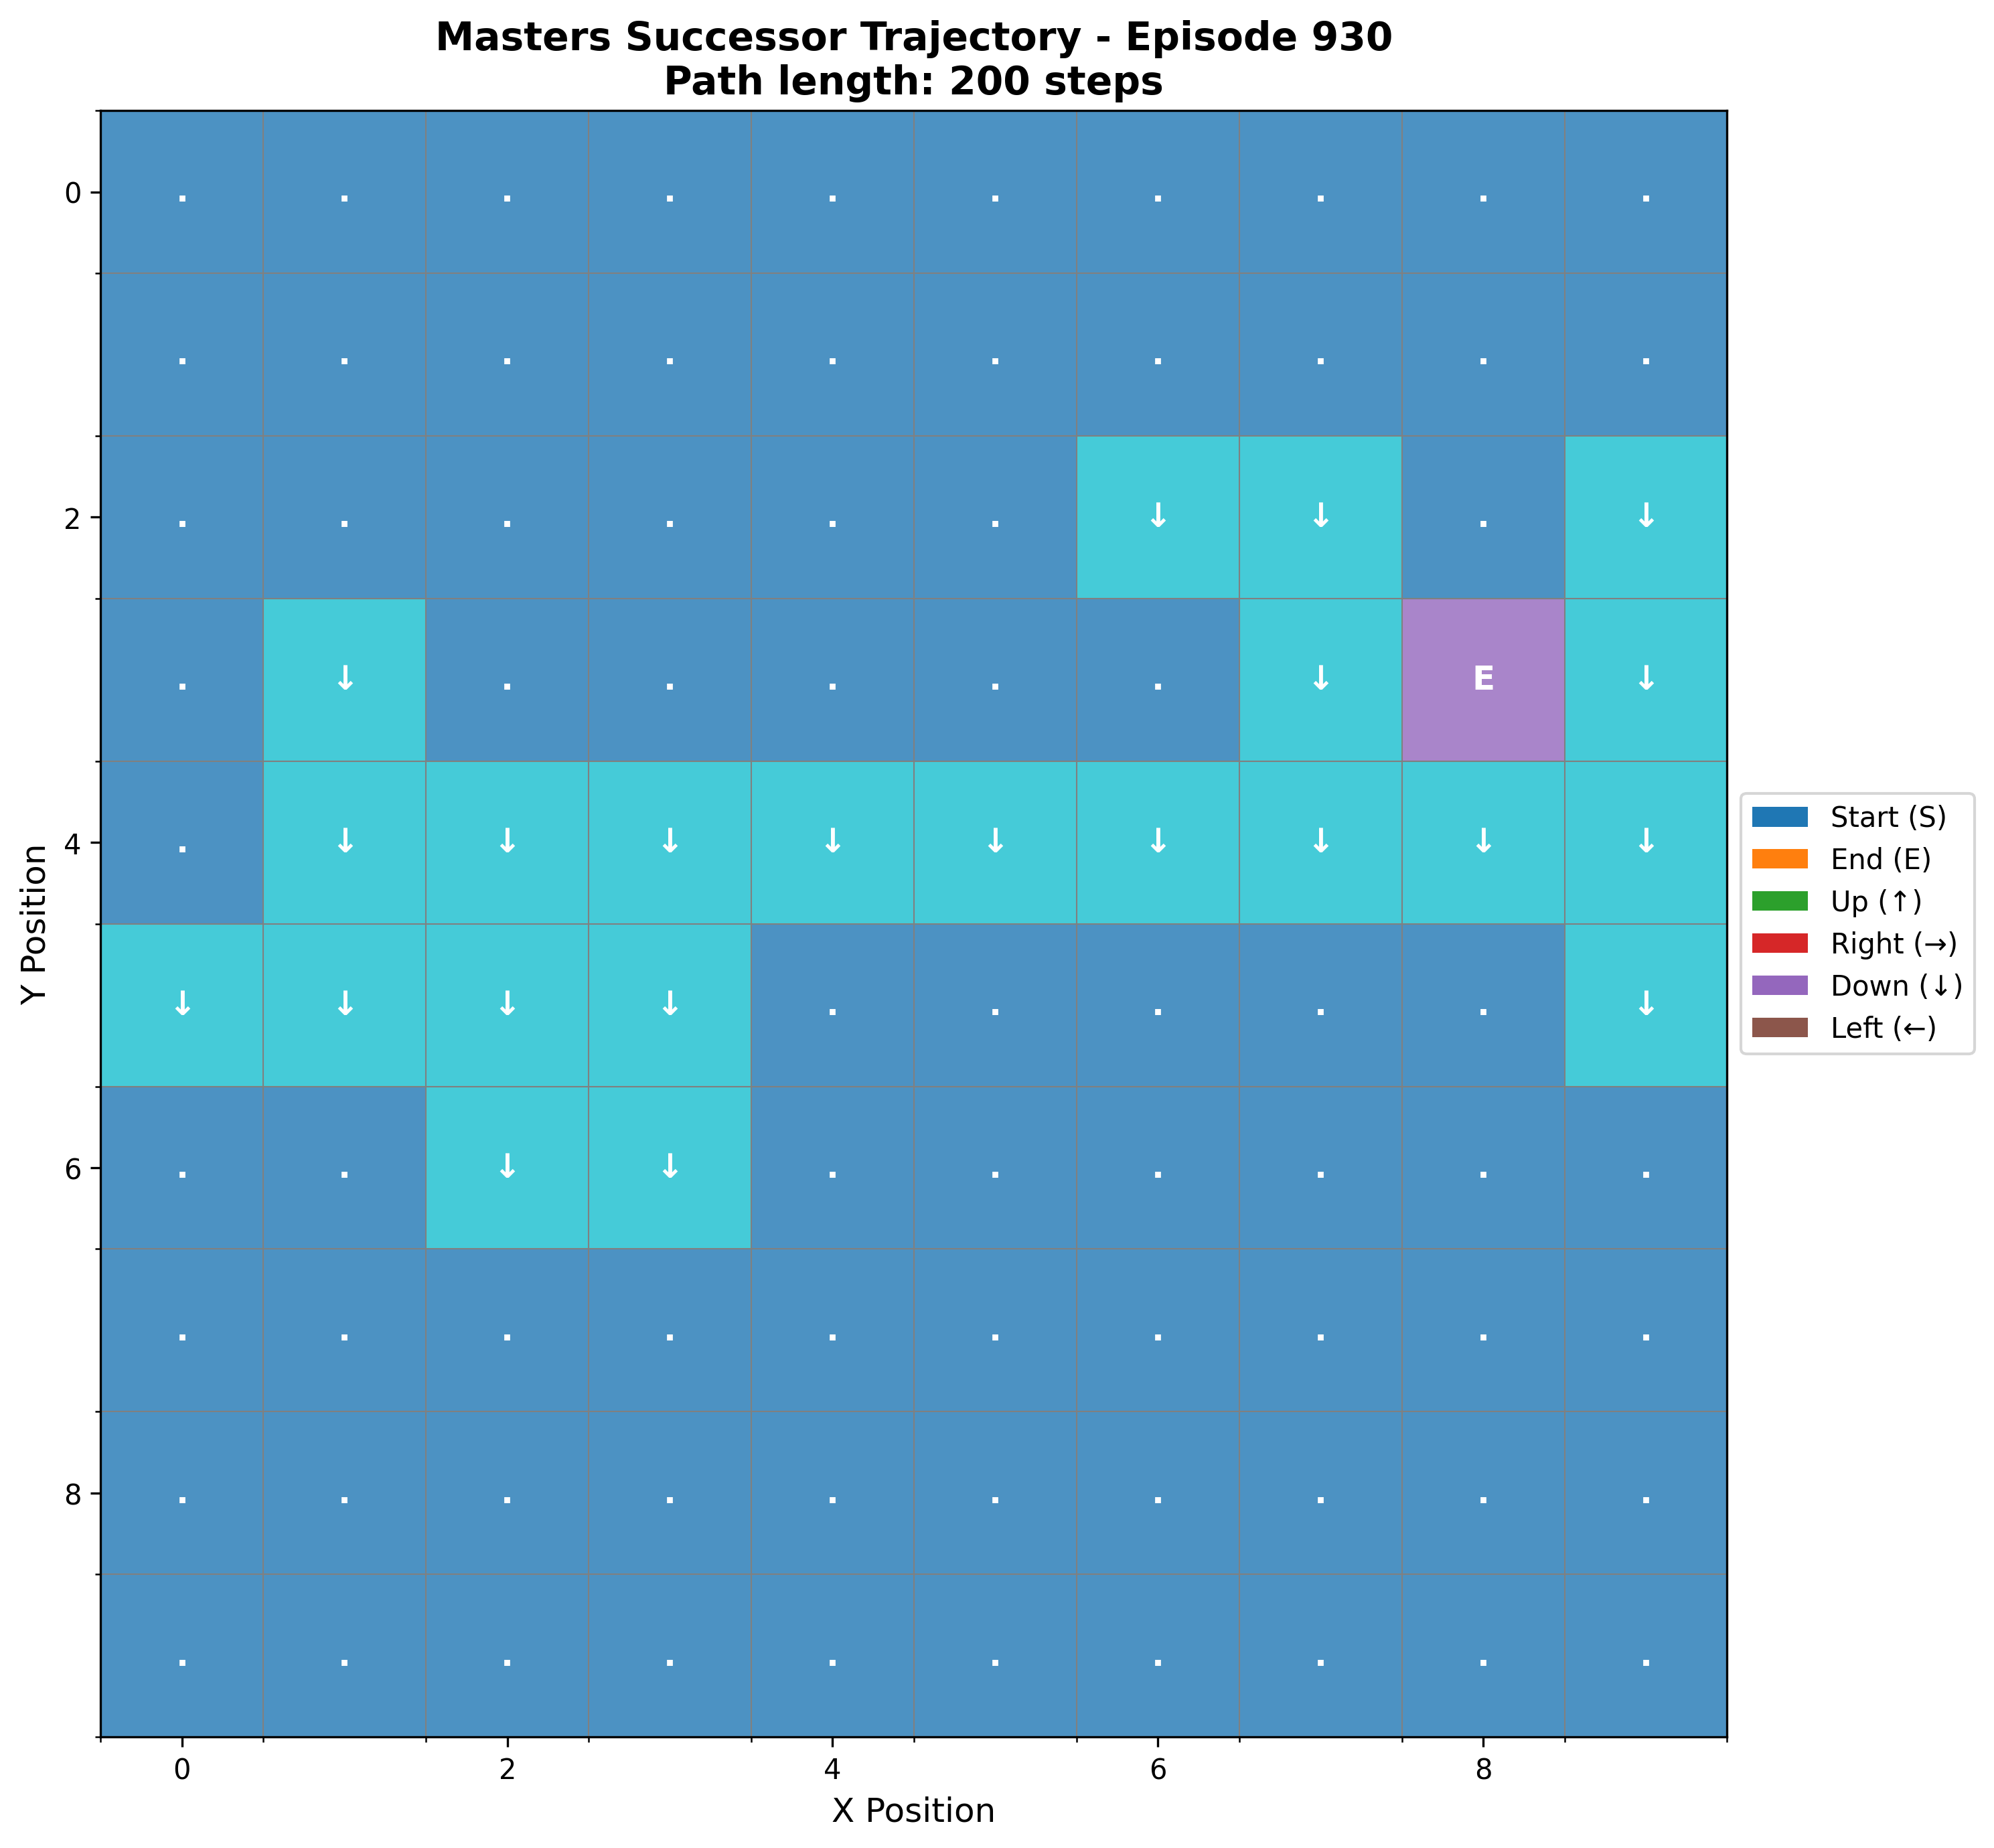 Masters Successor Trajectory - Episode 930
Path length: 200 steps
0
. . . . . . . . . .
. . . . . . . . . .
2
. . . . . . ↓ ↓ . ↓
. ↓ . . . . . ↓ E ↓
4
. ↓ ↓ ↓ ↓ ↓ ↓ ↓ ↓ ↓
↓ ↓ ↓ ↓ . . . . . ↓
6
. . ↓ ↓ . . . . . .
. . . . . . . . . .
8
. . . . . . . . . .
. . . . . . . . . .
0 2 4 6 8
X Position
Y Position
Start (S)
End (E)
Up (↑)
Right (→)
Down (↓)
Left (←)